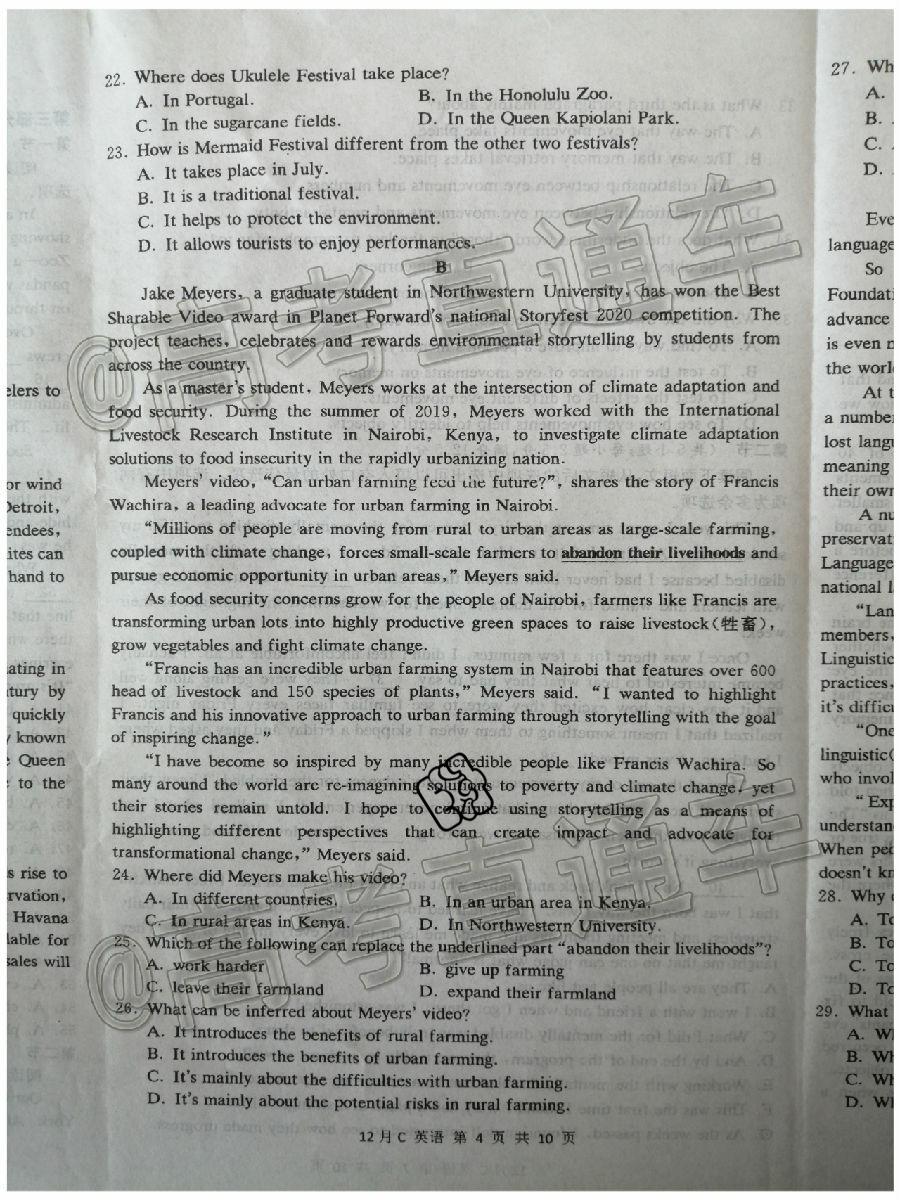 22. Where does Ukulele Festival take place?
A. In Portugal.
B. In the Honolulu Zoo.
C. In the sugarcane fields.
D. In the Queen Kapiolani Park.
23. How is Mermaid Festival different from the other two festivals?
A. It takes place in July.
B. It is a traditional festival.
C. It helps to protect the environment.
D. It allows tourists to enjoy performances.
B
Jake Meyers, a graduate student in Northwestern University, has won the Best
Sharable Video award in Planet Forward's national Storyfest 2020 competition. The
project teaches, celebrates and rewards environmental storytelling by students from
across the country.
As a master's student, Meyers works at the intersection of climate adaptation and
food security. During the summer of 2019, Meyers worked with the International
Livestock Research Institute in Nairobi, Kenya, to investigate climate adaptation
solutions to food insecurity in the rapidly urbanizing nation.
Meyers' video, "Can urban farming feed the future?", shares the story of Francis
Wachira, a leading advocate for urban farming in Nairobi.
"Millions of people are moving from rural to urban areas as large-scale farming,
coupled with climate change, forces small-scale farmers to abandon their livelihoods and
pursue economic opportunity in urban areas," Meyers said.
As food security concerns grow for the people of Nairobi, farmers like Francis are
transforming urban lots into highly productive green spaces to raise livestock(牲畜),
grow vegetables and fight climate change.
"Francis has an incredible urban farming system in Nairobi that features over 600
head of livestock and 150 species of plants," Meyers said. "I wanted to highlight
Francis and his innovative approach to urban farming through storytelling with the goal
of inspiring change."
"I have become so inspired by many incredible people like Francis Wachira. So
many around the world are re-imagining solutions to poverty and climate change, yet
their stories remain untold. I hope to continue using storytelling as a means of
highlighting different perspectives that can create impact and advocate for
transformational change," Meyers said.
24. Where did Meyers make his video?
A. In different countries.
B. In an urban area in Kenya.
C. In rural areas in Kenya.
D. In Northwestern University.
25. Which of the following can replace the underlined part "abandon their livelihoods"?
A. work harder
B. give up farming
C. leave their farmland
D. expand their farmland
26. What can be inferred about Meyers' video?
A. It introduces the benefits of rural farming.
B. It introduces the benefits of urban farming.
C. It's mainly about the difficulties with urban farming.
D. It's mainly about the potential risks in rural farming.
12月C 英语 第 4 页 共 10 页
@高考直通车
@高考直通车
elers to
or wind
Detroit,
endees,
ites can
hand to
ating in
tury by
quickly
known
Queen
to the
s rise to
rvation,
Havana
lable for
sales will
27. Wh
A.
B.
C.
D.
Eve
language
So
Foundati
advance
is even
the worl
At t
a number
lost lang
meaning
their own
A nu
preservat
Language
national
"Lan
members,
Linguistic
practices,
it's difficu
"One
linguistic(
who invol
"Exp
understan
When peo
doesn't kn
28. Why
A. To
B. To
C. To
D. To
29. What
A. Wh
B. Wh
C. Wh
D. Wh